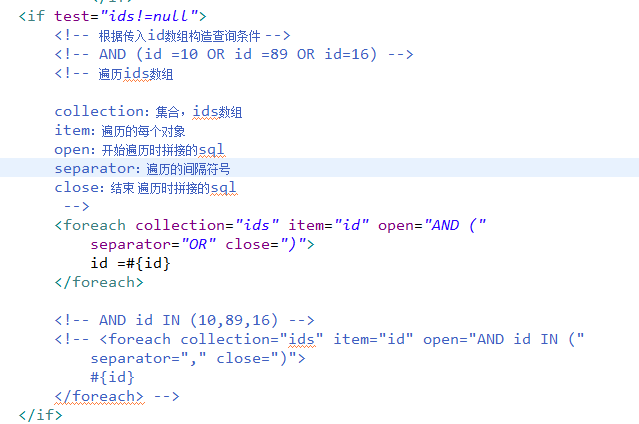 <if test="ids!=null">
<!-- 根据传入id数组构造查询条件 -->
<!-- AND (id =10 OR id =89 OR id=16) -->
<!-- 遍历ids数组
collection：集合，ids数组
item：遍历的每个对象
open：开始遍历时拼接的sql
separator：遍历的间隔符号
close：结束 遍历时拼接的sql
-->
<foreach collection="ids" item="id" open="AND ("
separator="OR" close=")">
id =#{id}
</foreach>
<!-- AND id IN (10,89,16) -->
<!-- <foreach collection="ids" item="id" open="AND id IN ("
separator="," close=")">
#{id}
</foreach> -->
</if>